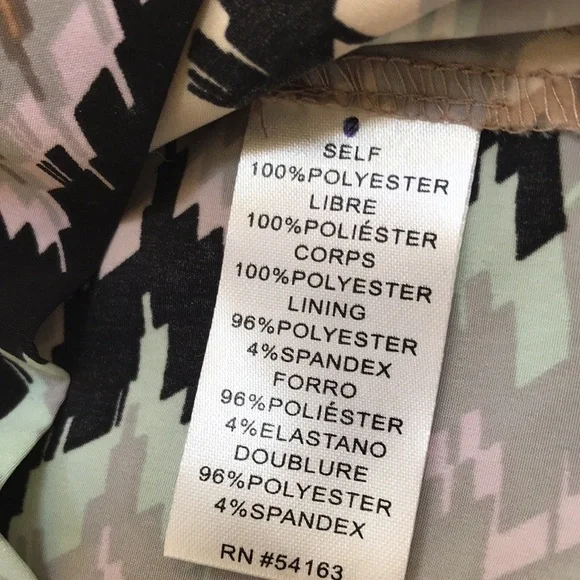 SELF
100%POLYESTER
LIBRE
100%POLIÉSTER
CORPS
100%POLYESTER
LINING
96%POLYESTER
4%SPANDEX
FORRO
96%POLIÉSTER
4%ELASTANO
DOUBLURE
96%POLYESTER
4%SPANDEX
RN #54163